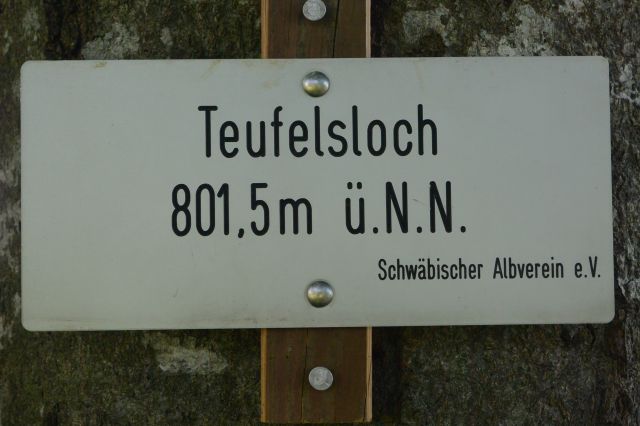 Teufelsloch
801,5m ü.N.N.
Schwäbischer Albverein e.V.